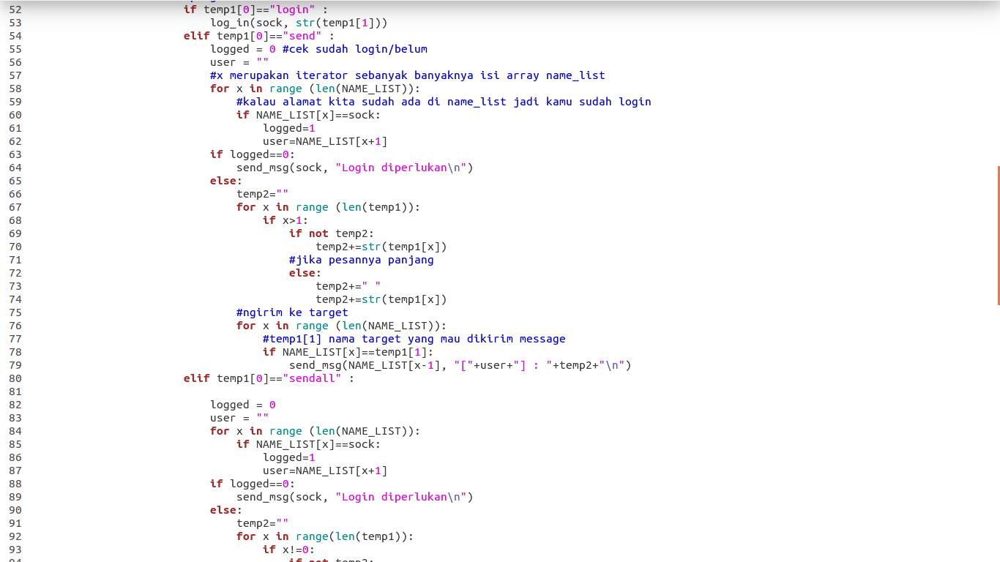 52 if temp1[0]=="login" :
53 log_in(sock, str(temp1[1]))
54 elif temp1[0]=="send" :
55 logged = 0 #cek sudah login/belum
56 user = ""
57 #x merupakan iterator sebanyak banyaknya isi array name_list
58 for x in range (len(NAME_LIST)):
59 #kalau alamat kita sudah ada di name_list jadi kamu sudah login
60 if NAME_LIST[x]==sock:
61 logged=1
62 user=NAME_LIST[x+1]
63 if logged==0:
64 send_msg(sock, "Login diperlukan\n")
65 else:
66 temp2=""
67 for x in range (len(temp1)):
68 if x>1:
69 if not temp2:
70 temp2+=str(temp1[x])
71 #jika pesannya panjang
72 else:
73 temp2+=" "
74 temp2+=str(temp1[x])
75 #ngirim ke target
76 for x in range (len(NAME_LIST)):
77 #temp1[1] nama target yang mau dikirim message
78 if NAME_LIST[x]==temp1[1]:
79 send_msg(NAME_LIST[x-1], "["+user+"] : "+temp2+"\n")
80 elif temp1[0]=="sendall" :
81
82 logged = 0
83 user = ""
84 for x in range (len(NAME_LIST)):
85 if NAME_LIST[x]==sock:
86 logged=1
87 user=NAME_LIST[x+1]
88 if logged==0:
89 send_msg(sock, "Login diperlukan\n")
90 else:
91 temp2=""
92 for x in range(len(temp1)):
93 if x!=0:
94 if not temp2: